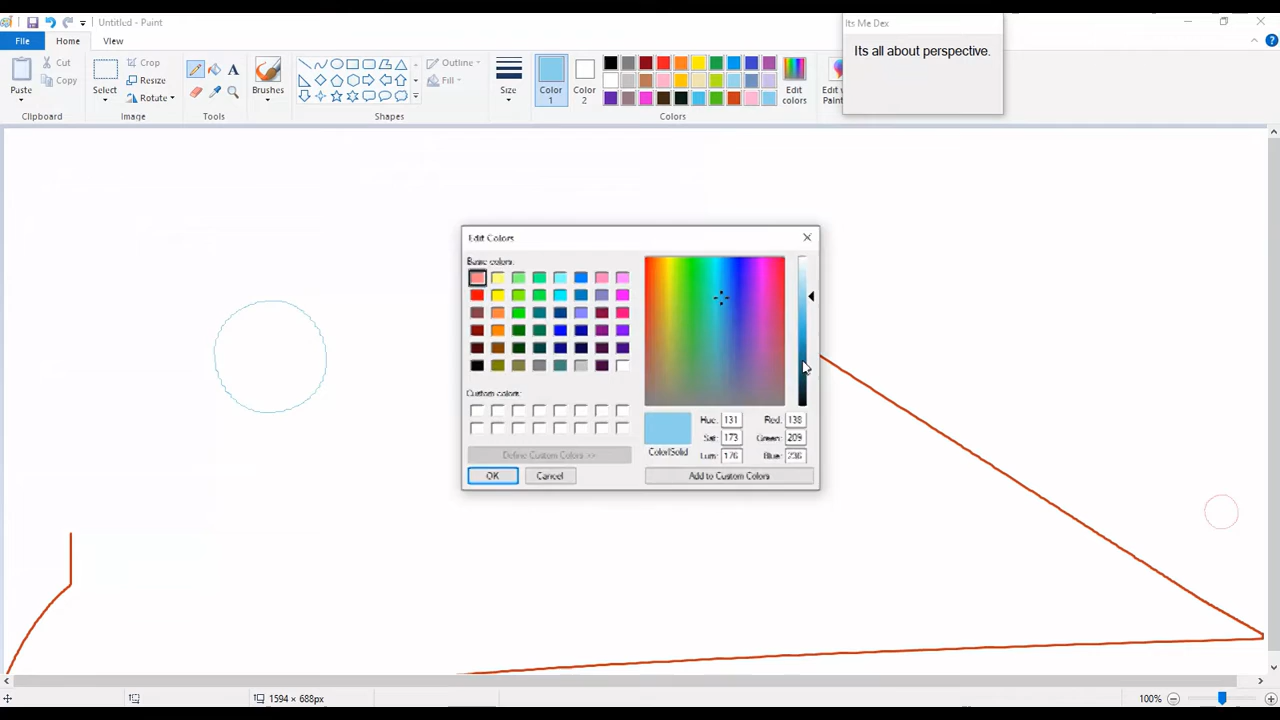 Untitled - Paint
Its Me Dex
Its all about perspective.
File
Home
View
Paste
Cut
Copy
Clipboard
Select
Crop
Resize
Rotate
Image
A
Tools
Brushes
Shapes
Outline
Fill
Size
Color
1
Color
2
Colors
Edit
colors
Edit w
Paint
Edit Colors
Basic colors:
Custom colors:
Define Custom Colors >>
OK
Cancel
Color|Solid
Hue: 131
Sat: 173
Lum: 176
Red: 138
Green: 209
Blue: 236
Add to Custom Colors
1594 × 688px
100%